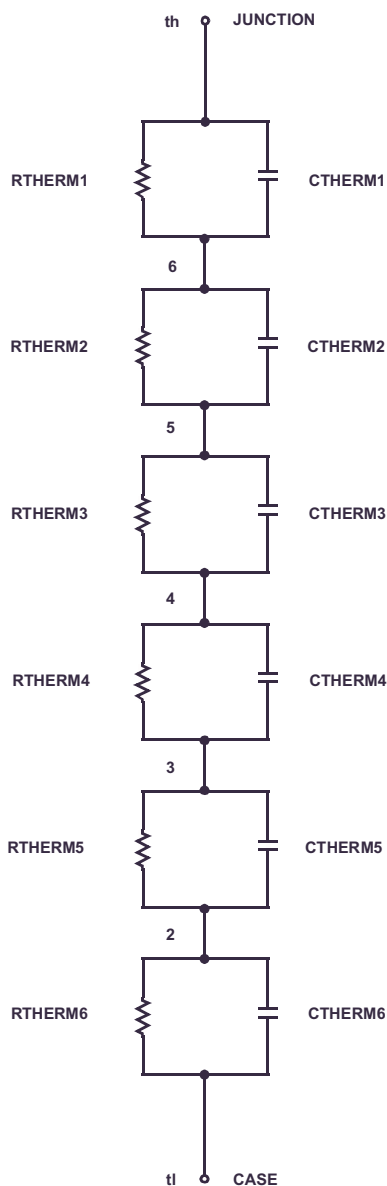 th JUNCTION
RTHERM1 CTHERM1
6
RTHERM2 CTHERM2
5
RTHERM3 CTHERM3
4
RTHERM4 CTHERM4
3
RTHERM5 CTHERM5
2
RTHERM6 CTHERM6
tl CASE